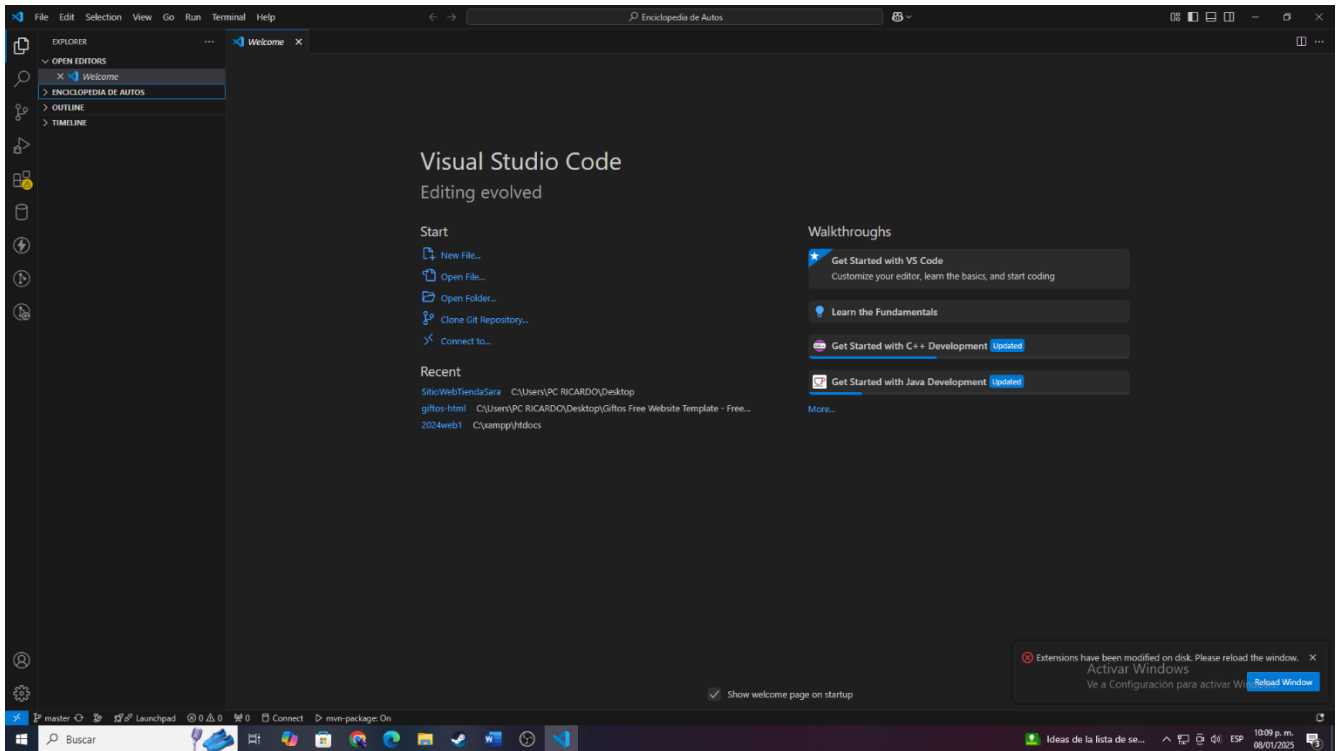 File Edit Selection View Go Run Terminal Help
Enciclopedia de Autos
EXPLORER
Welcome
OPEN EDITORS
Welcome
ENCICLOPEDIA DE AUTOS
OUTLINE
TIMELINE
Visual Studio Code
Editing evolved
Start
New File...
Open File...
Open Folder...
Clone Git Repository...
Connect to...
Recent
SitioWebTiendaSara C:\Users\PC RICARDO\Desktop
giftos-html C:\Users\PC RICARDO\Desktop\Giftos Free Website Template - Free...
2024web1 C:\xampp\htdocs
Walkthroughs
Get Started with VS Code
Customize your editor, learn the basics, and start coding
Learn the Fundamentals
Get Started with C++ Development Updated
Get Started with Java Development Updated
More...
Extensions have been modified on disk. Please reload the window.
Activar Windows
Ve a Configuración para activar
Reload Window
Show welcome page on startup
master Launchpad 0 0 0 Connect mvn-package: On
Buscar
Ideas de la lista de se... ESP
10:09 p. m.
08/01/2025
3